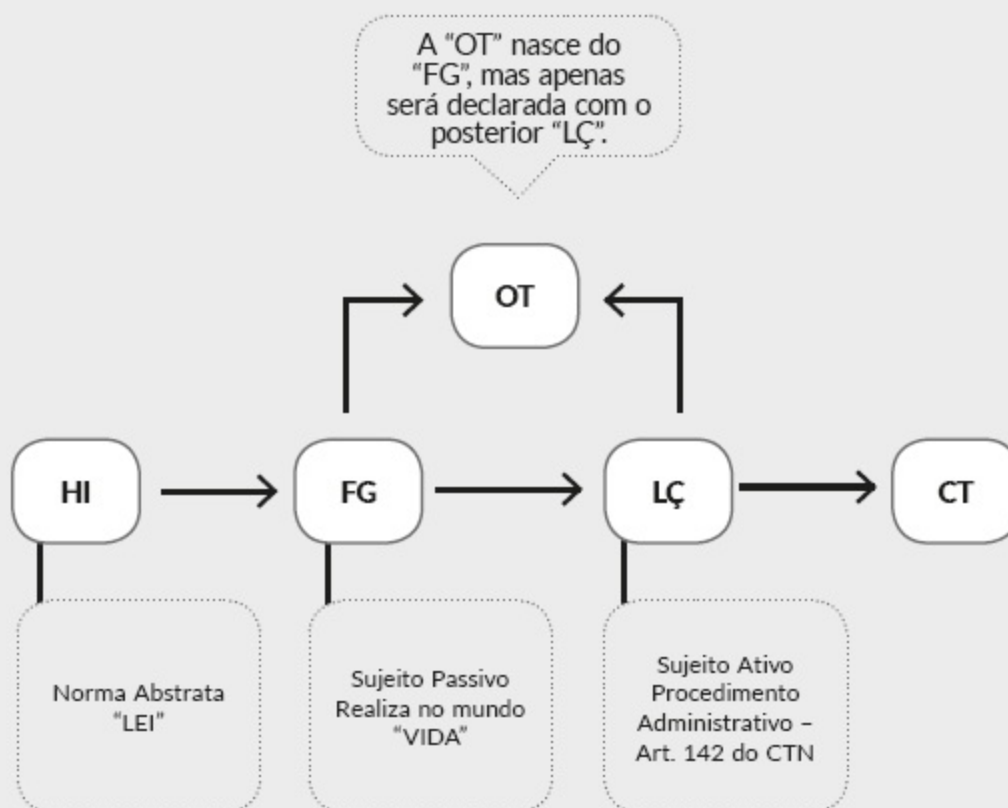 A “OT” nasce do
“FG”, mas apenas
será declarada com o
posterior “LÇ”.
OT
HI
FG
LÇ
CT
Norma Abstrata
“LEI”
Sujeito Passivo
Realiza no mundo
“VIDA”
Sujeito Ativo
Procedimento
Administrativo –
Art. 142 do CTN